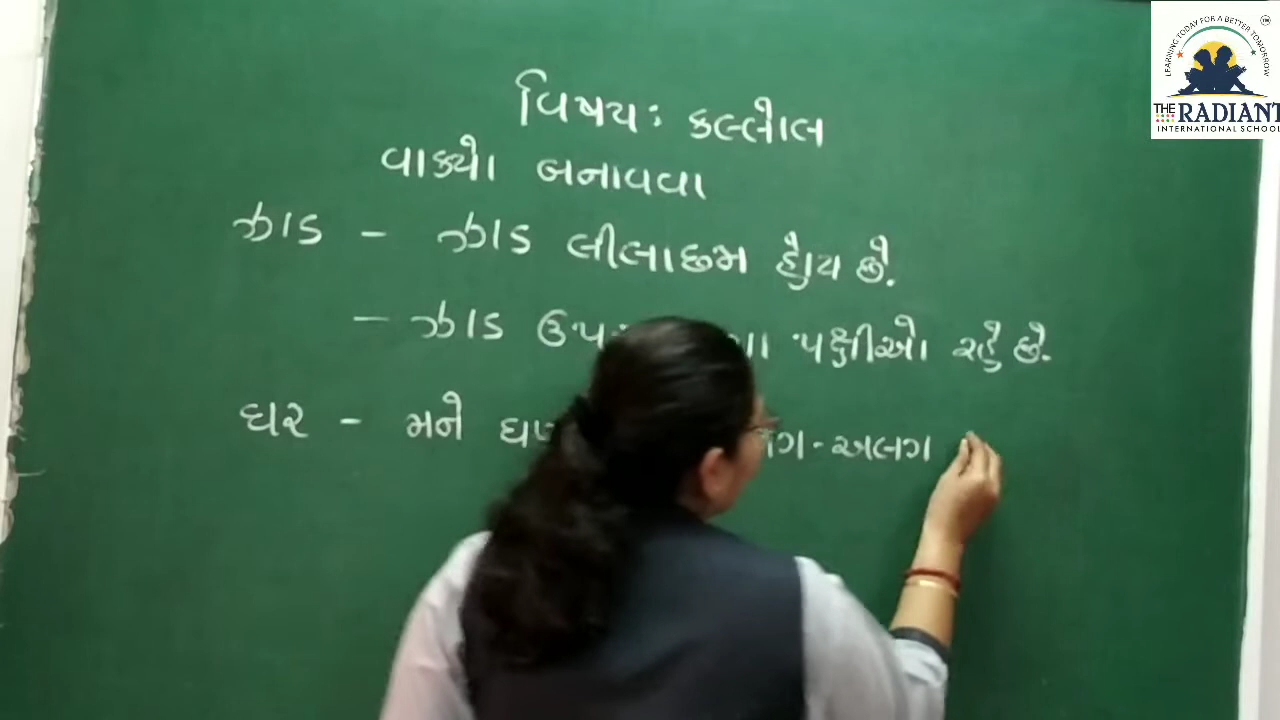 વિષય: કલ્લોલ
વાક્યો બનાવવા
ઝાડ - ઝાડ લીલાછમ હોય છે.
- ઝાડ પક્ષીઓ રહે છે.
ઘર - મને - અલગ
LEARNING TODAY FOR A BETTER TOMORROW
THE RADIANT
INTERNATIONAL SCHOOL